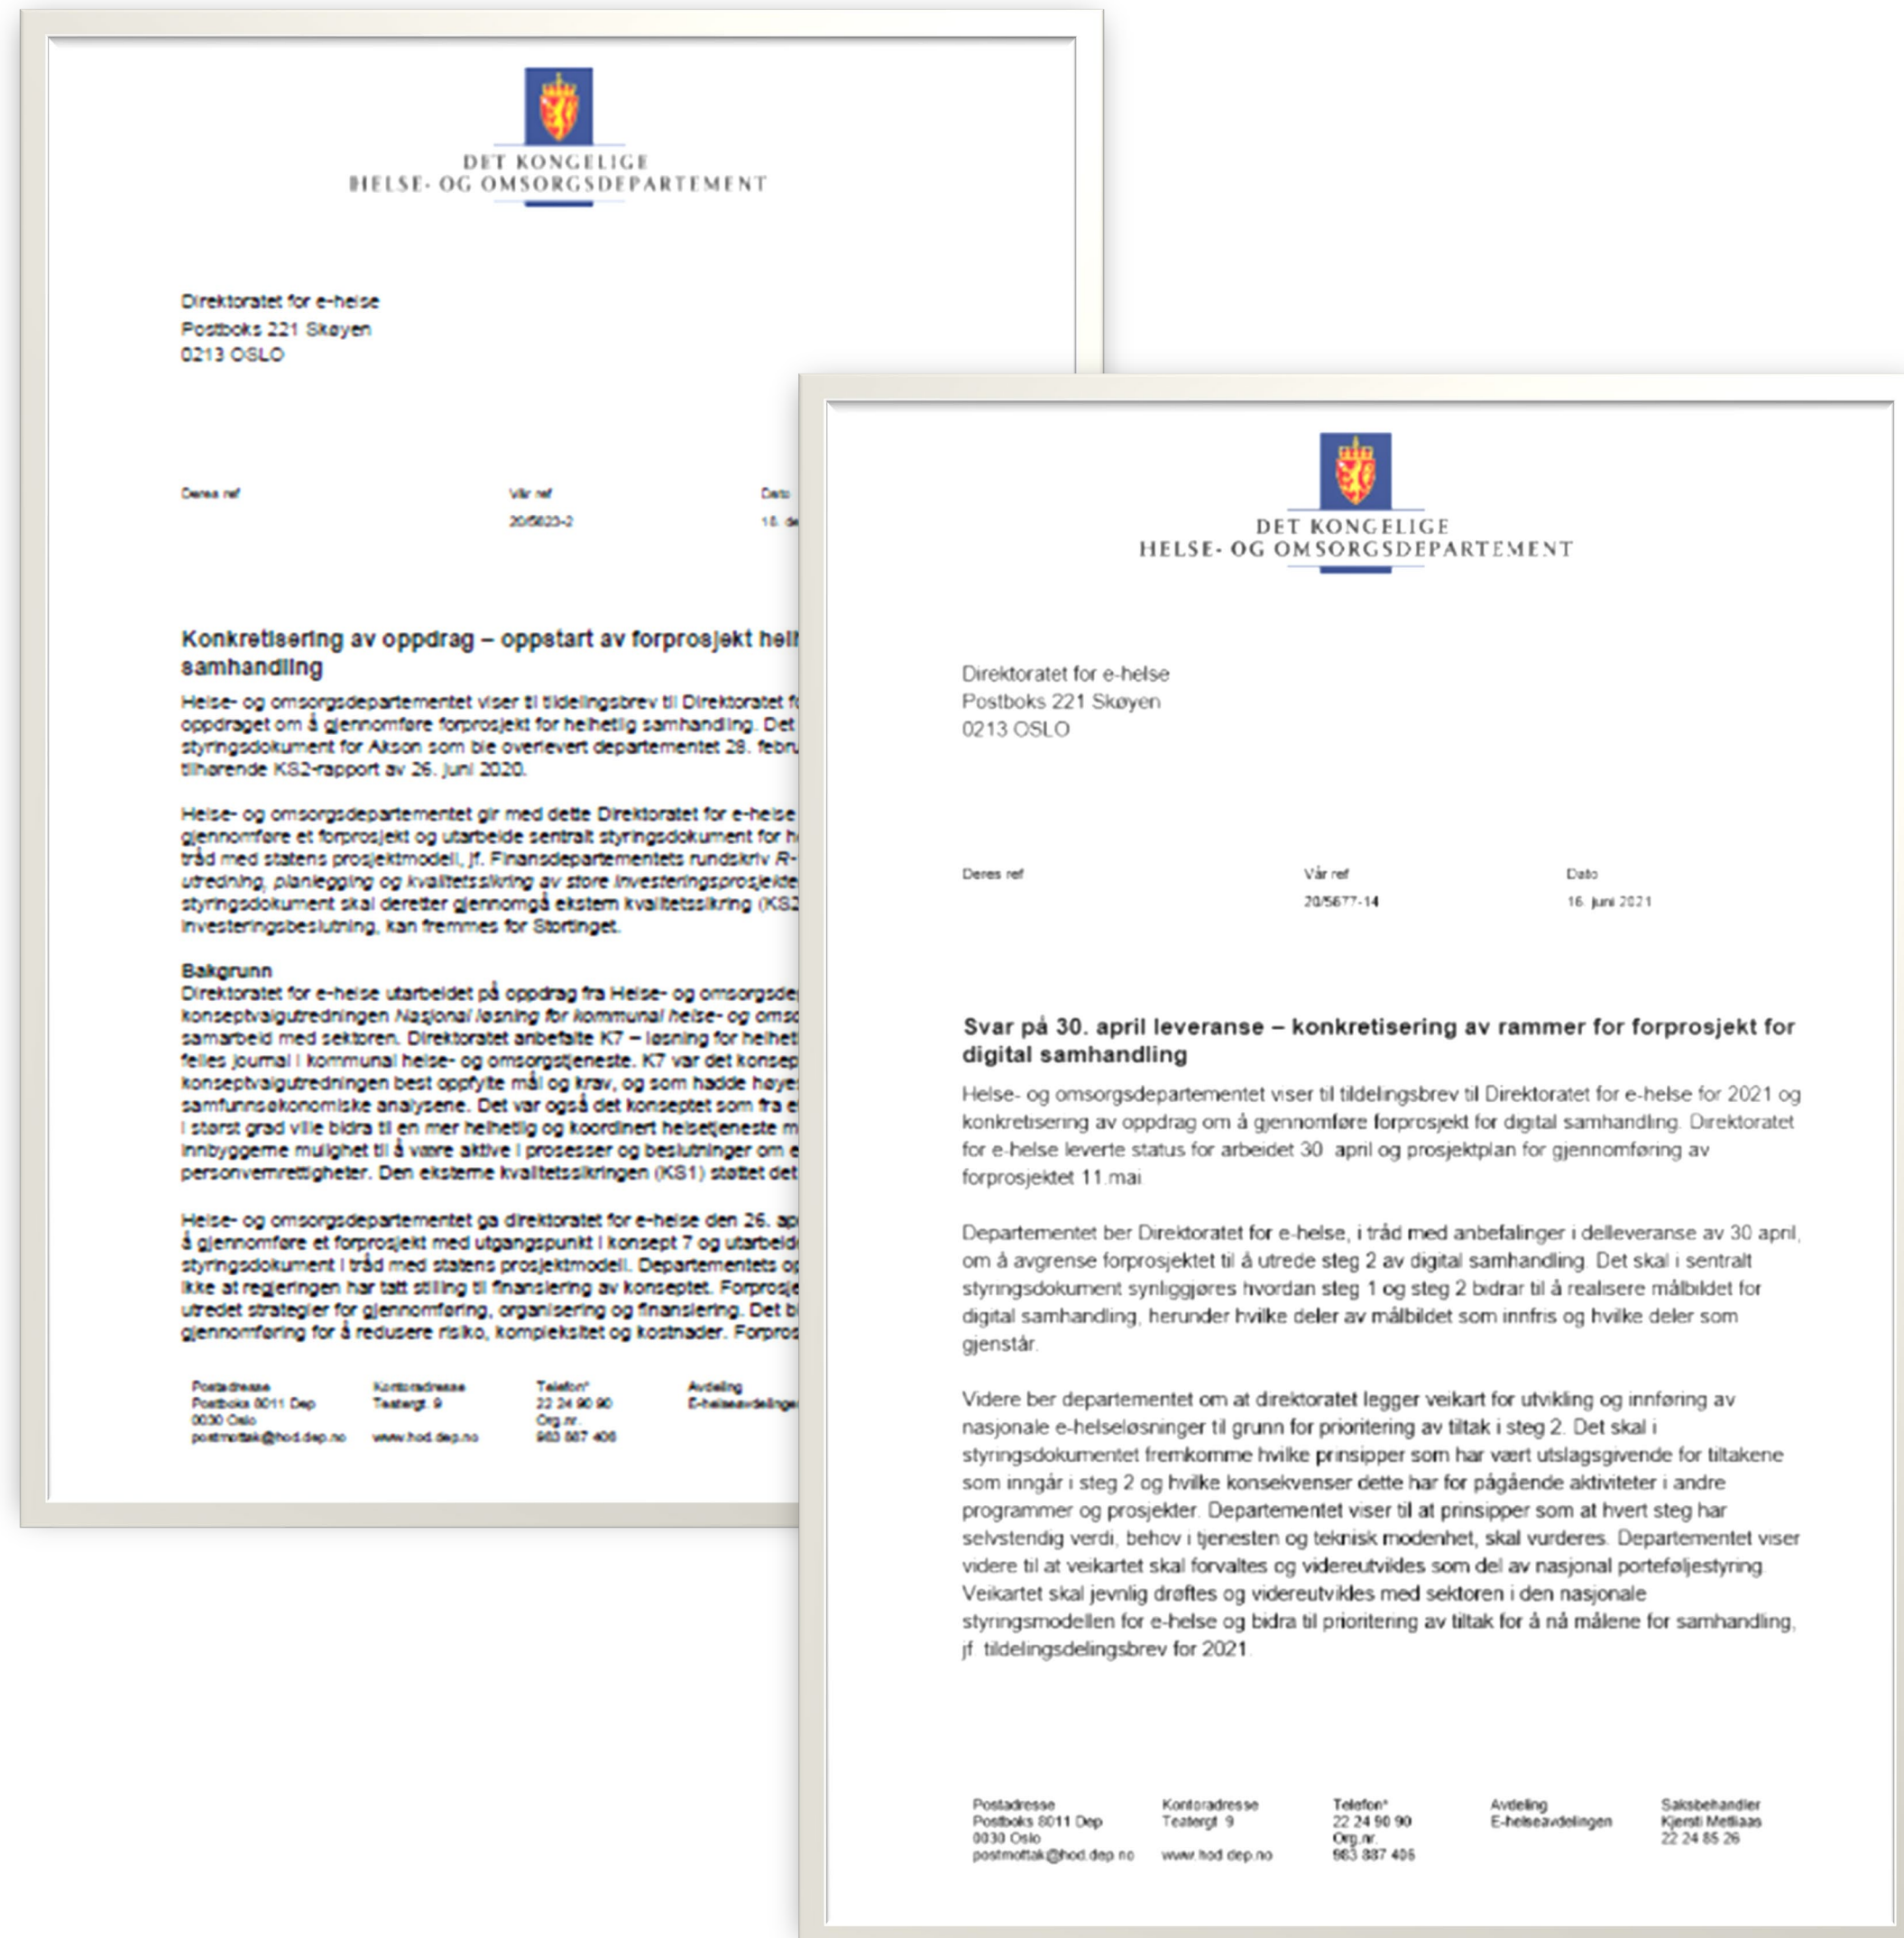 DET KONGELIGE
HELSE- OG OMSORGSDEPARTEMENT
Direktoratet for e-helse
Postboks 221 Skøyen
0213 OSLO
Deres ref
Vår ref
Dato
20/5823-2
Konkretisering av oppdrag – oppstart av forprosjekt
samhandling
Helse- og omsorgsdepartementet viser til tildelingsbrev til Direktoratet
oppdraget om å gjennomføre forprosjekt for helhetlig samhandling. Det
styringsdokument for Akson som ble overlevert departementet 28.
tilhørende KS2-rapport av 26. juni 2020.
Helse- og omsorgsdepartementet gir med dette Direktoratet for e-helse
gjennomføre et forprosjekt og utarbeide sentralt styringsdokument for
tråd med statens prosjektmodell, jf. Finansdepartementets rundskriv R-
utredning, planlegging og kvalitetssikring av store
styringsdokument skal deretter gjennomgå ekstern kvalitetssikring (KS2
investeringsbeslutning, kan fremmes for Stortinget.
Bakgrunn
Direktoratet for e-helse utarbeidet på oppdrag fra Helse- og
konseptvalgutredningen Nasjonal løsning for kommunal helse- og
samarbeid med sektoren. Direktoratet anbefalte K7 – løsning for
felles journal i kommunal helse- og omsorgstjeneste. K7 var det
konseptvalgutredningen best oppfylte mål og krav, og som hadde
samfunnsøkonomiske analysene. Det var også det konseptet som fra
i størst grad ville bidra til en mer helhetlig og koordinert helsetjeneste
innbyggerne mulighet til å være aktive i prosesser og beslutninger om
personvernrettigheter. Den eksterne kvalitetssikringen (KS1) støttet det
Helse- og omsorgsdepartementet ga direktoratet for e-helse den 26.
å gjennomføre et forprosjekt med utgangspunkt i konsept 7 og
styringsdokument i tråd med statens prosjektmodell. Departementets
ikke at regjeringen har tatt stilling til finansiering av konseptet.
utredet strategier for gjennomføring, organisering og finansiering. Det
gjennomføring for å redusere risiko, kompleksitet og kostnader.
Postadresse
Postboks 8011 Dep
0030 Oslo
postmottak@hod.dep.no
Kontoradresse
Teatergt. 9
www.hod.dep.no
Telefon*
22 24 90 90
Org.nr.
983 887 406
Avdeling
DET KONGELIGE
HELSE- OG OMSORGSDEPARTEMENT
Direktoratet for e-helse
Postboks 221 Skøyen
0213 OSLO
Deres ref
Vår ref
Dato
20/5677-14
16. juni 2021
Svar på 30. april leveranse – konkretisering av rammer for forprosjekt for
digital samhandling
Helse- og omsorgsdepartementet viser til tildelingsbrev til Direktoratet for e-helse for 2021 og
konkretisering av oppdrag om å gjennomføre forprosjekt for digital samhandling. Direktoratet
for e-helse leverte status for arbeidet 30. april og prosjektplan for gjennomføring av
forprosjektet 11.mai.
Departementet ber Direktoratet for e-helse, i tråd med anbefalinger i delleveranse av 30 april,
om å avgrense forprosjektet til å utrede steg 2 av digital samhandling. Det skal i sentralt
styringsdokument synliggjøres hvordan steg 1 og steg 2 bidrar til å realisere målbildet for
digital samhandling, herunder hvilke deler av målbildet som innfris og hvilke deler som
gjenstår.
Videre ber departementet om at direktoratet legger veikart for utvikling og innføring av
nasjonale e-helseløsninger til grunn for prioritering av tiltak i steg 2. Det skal i
styringsdokumentet fremkomme hvilke prinsipper som har vært utslagsgivende for tiltakene
som inngår i steg 2 og hvilke konsekvenser dette har for pågående aktiviteter i andre
programmer og prosjekter. Departementet viser til at prinsipper som at hvert steg har
selvstendig verdi, behov i tjenesten og teknisk modenhet, skal vurderes. Departementet viser
videre til at veikartet skal forvaltes og videreutvikles som del av nasjonal porteføljestyring.
Veikartet skal jevnlig drøftes og videreutvikles med sektoren i den nasjonale
styringsmodellen for e-helse og bidra til prioritering av tiltak for å nå målene for samhandling,
jf. tildelingsdelingsbrev for 2021.
Postadresse
Postboks 8011 Dep
0030 Oslo
postmottak@hod.dep.no
Kontoradresse
Teatergt. 9
www.hod.dep.no
Telefon*
22 24 90 90
Org.nr.
983 887 406
Avdeling
E-helseavdelingen
Saksbehandler
Kjersti
22 24 85 26